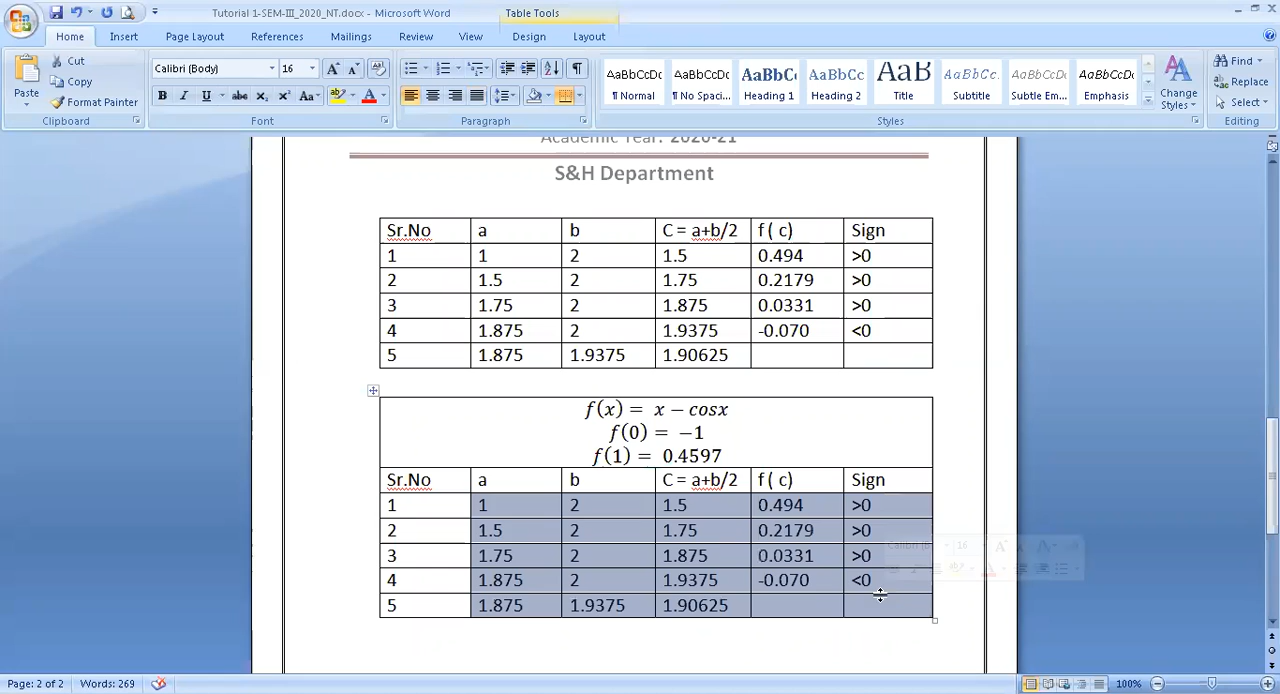 Tutorial 1-SEM-III_2020_NT.docx - Microsoft Word
Table Tools
Home Insert Page Layout References Mailings Review View Design Layout
Paste
Cut
Copy
Format Painter
Clipboard
Calibri (Body) 16
Font
Paragraph
AaBbCcDc AaBbCcDc AaBbC AaBbCc AaB AaBbCc. AaBbCcDc AaBbCcDc
¶ Normal ¶ No Spaci... Heading 1 Heading 2 Title Subtitle Subtle Em... Emphasis
Change Styles
Styles
Find
Replace
Select
Editing
Academic Year: 2020-21
S&H Department
Sr.No a b C = a+b/2 f ( c) Sign
1 1 2 1.5 0.494 >0
2 1.5 2 1.75 0.2179 >0
3 1.75 2 1.875 0.0331 >0
4 1.875 2 1.9375 -0.070 <0
5 1.875 1.9375 1.90625
f(x) = x − cosx
f(0) = −1
f(1) = 0.4597
Sr.No a b C = a+b/2 f ( c) Sign
1 1 2 1.5 0.494 >0
2 1.5 2 1.75 0.2179 >0
3 1.75 2 1.875 0.0331 >0
4 1.875 2 1.9375 -0.070 <0
5 1.875 1.9375 1.90625
Page: 2 of 2 Words: 269 100%